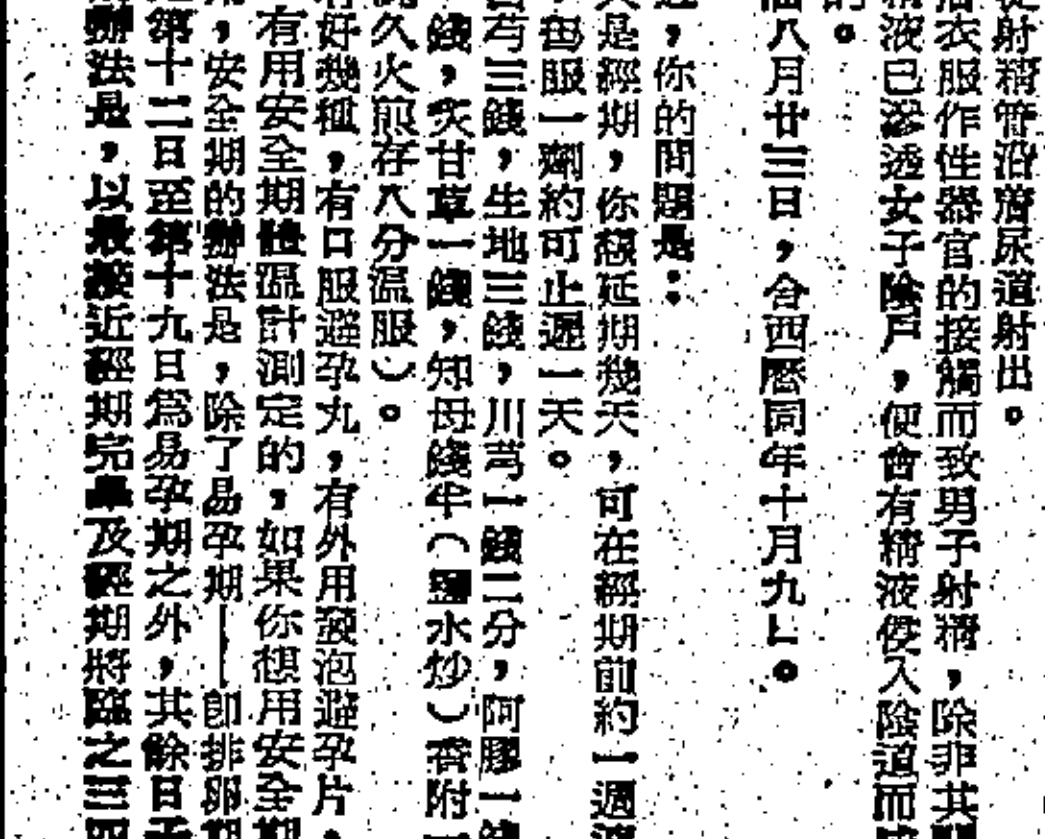 從射精管沿着尿道射出。
着衣服作性器官的接觸而致男子射精，除非其
精液已滲透女子陰戶，便會有精液侵入陰道而
的。
八月廿三日，合西曆同年十月九日。
，你的問題是：
是經期，你須延期幾天，可在經期前約一週
每服一劑約可止遲一天。
芍三錢，生地三錢，川芎一錢二分，阿膠一錢
錢，炙甘草一錢，知母錢半（鹽水炒）香附一
久火煎存八分溫服）。
有好幾種，有口服避孕丸，有外用發泡避孕片，
有用安全期體溫計測定的，如果你想用安全期
，安全期的辦法是，除了易孕期——卽排卵期
第十二日至第十九日爲易孕期之外，其餘日子
辦法是，以最接近經期完畢及經期將臨之三四